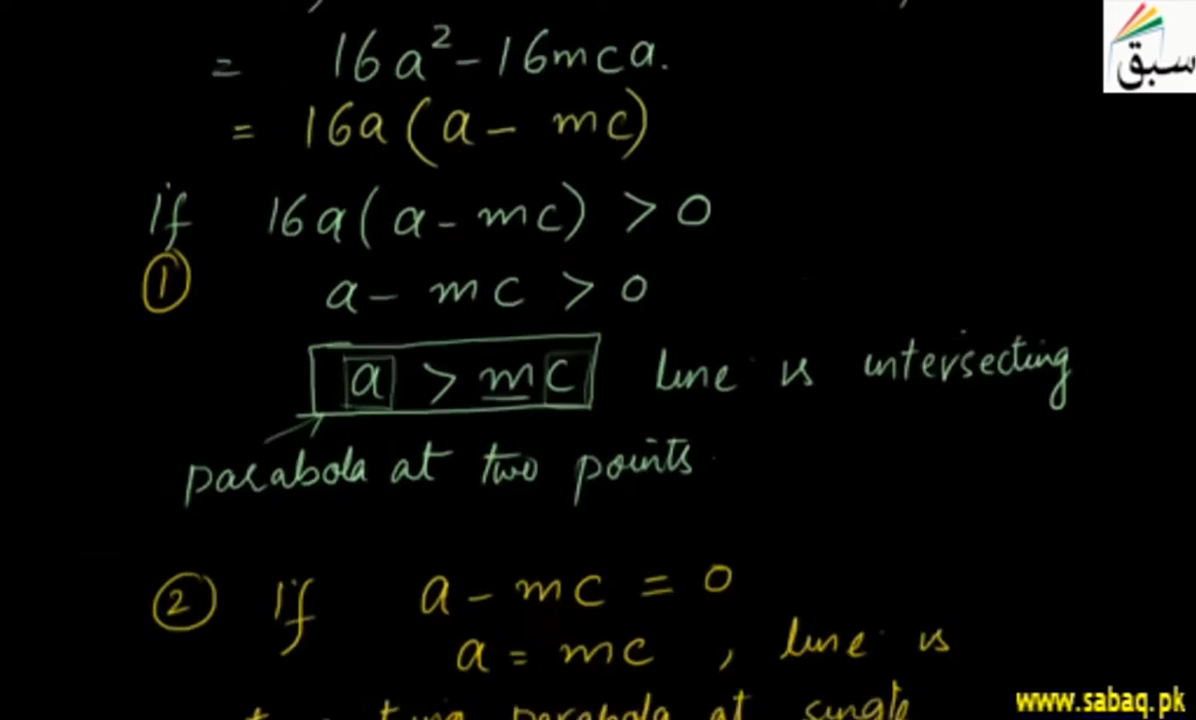 = 16a² - 16mca.
سبق
= 16a(a - mc)
If 16a(a - mc) > 0
① a - mc > 0
a > mc line is intersecting
parabola at two points.
② If a - mc = 0
a = mc , line is
parabola at single
www.sabaq.pk